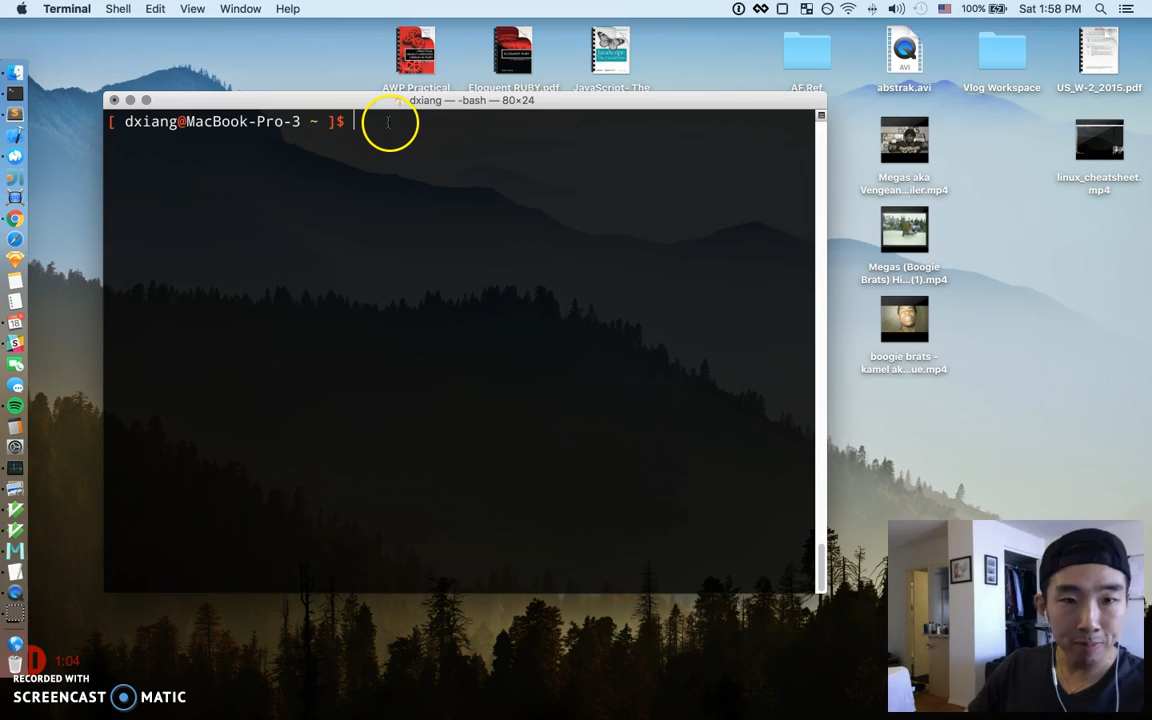 Terminal Shell Edit View Window Help 100% Sat 1:58 PM
AWP Practical Eloquent RUBY.pdf JavaScript- The AF.Ref abstrak.avi Vlog Workspace US_W-2_2015.pdf
AVI
dxiang — -bash — 80×24
[ dxiang@MacBook-Pro-3 ~ ]$
Megas aka
Vengean...iler.mp4
linux_cheatsheet.
mp4
Megas (Boogie
Brats) Hi...(1).mp4
boogie brats -
kamel ak...ue.mp4
18
1:04
RECORDED WITH
SCREENCAST MATIC